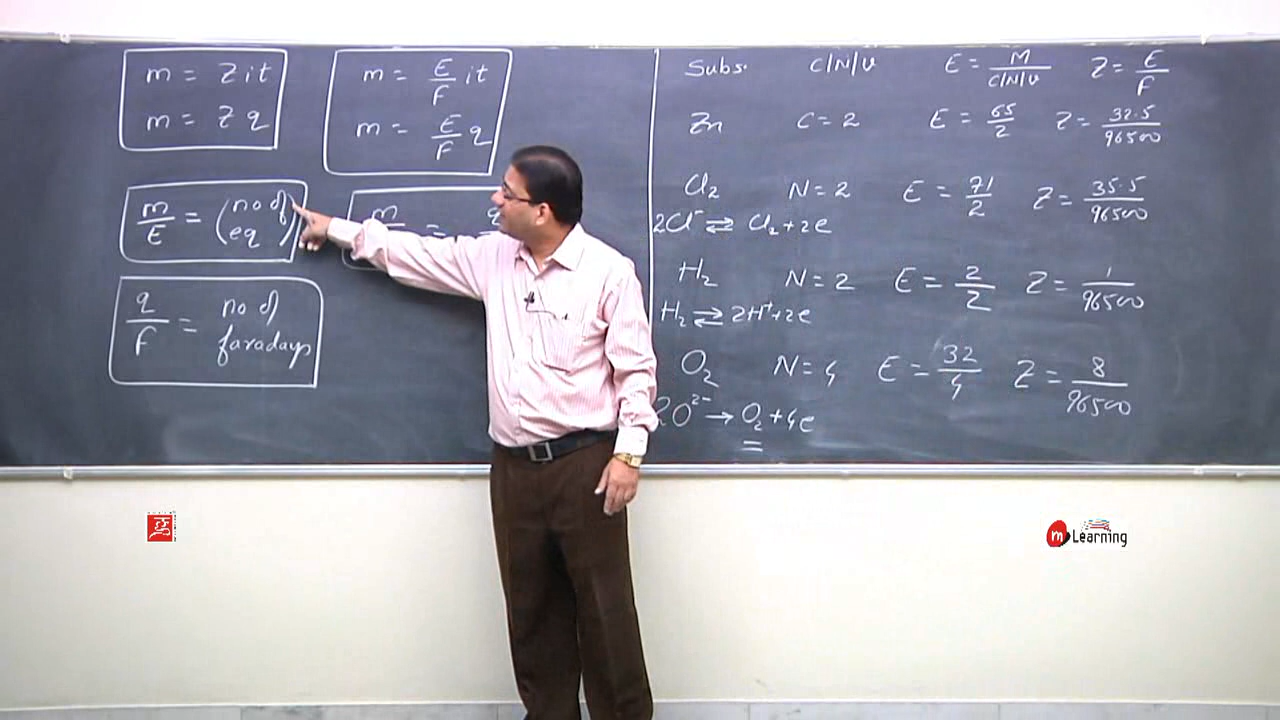 m = Zit
m = Zq
m = E/F it
m = E/F q
m/E = (no of eq)
m = q
q/F = no of faradays
Subs. C/N/V E = M/C/N/V Z = E/F
Zn C = 2 E = 65/2 Z = 32.5/96500
Cl₂ N = 2 E = 71/2 Z = 35.5/96500
2Cl⁻ ⇌ Cl₂ + 2e
H₂ N = 2 E = 2/2 Z = 1/96500
H₂ ⇌ 2H⁺ + 2e
O₂ N = 4 E = 32/4 Z = 8/96500
2O²⁻ → O₂ + 4e
m Learning